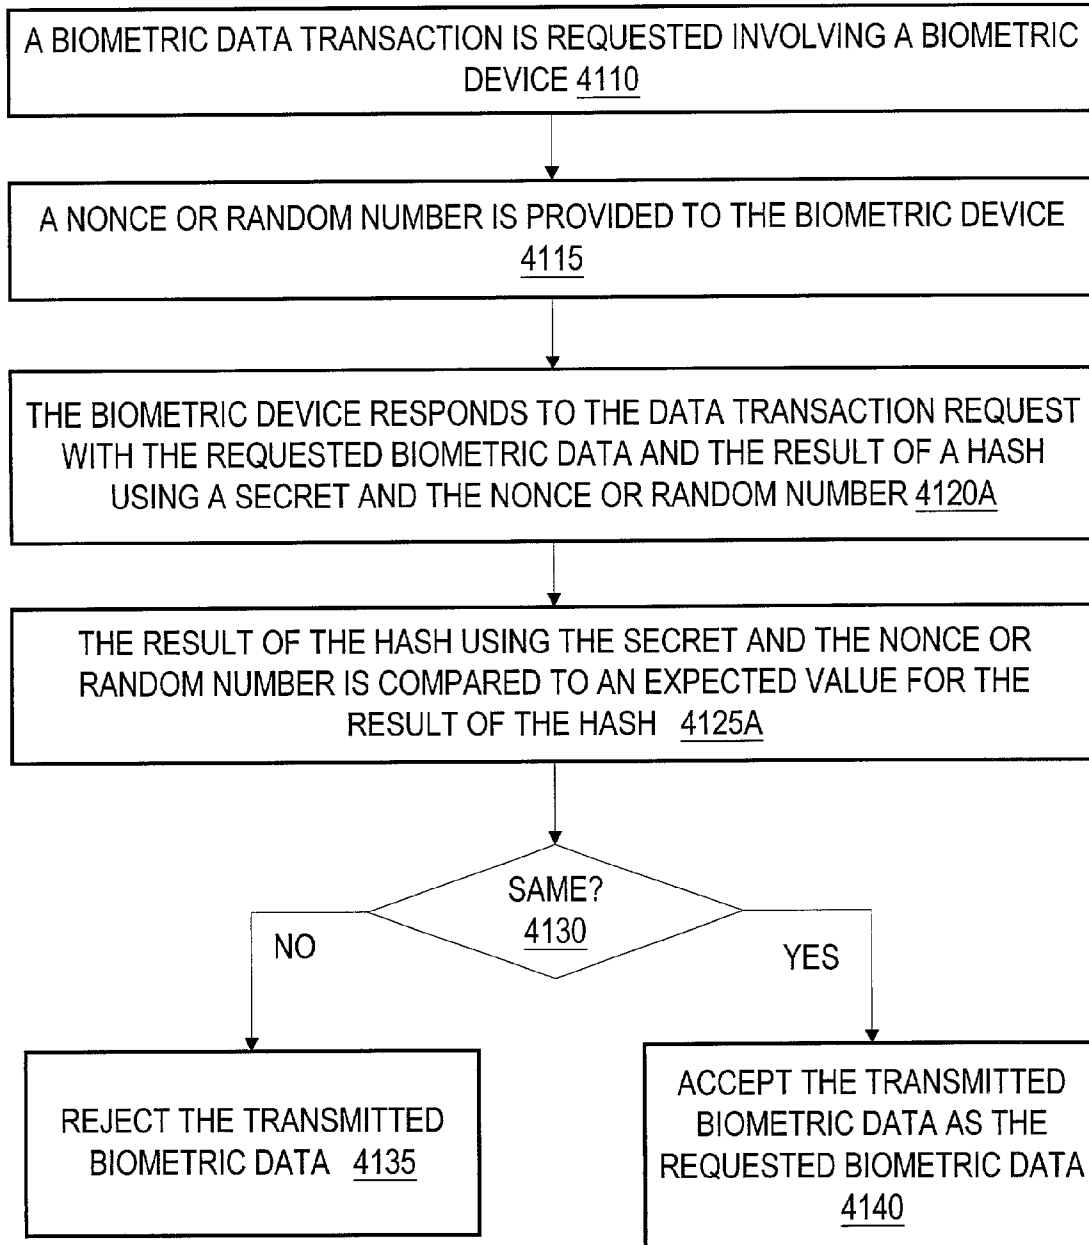 A BIOMETRIC DATA TRANSACTION IS REQUESTED INVOLVING A BIOMETRIC
DEVICE 4110
A NONCE OR RANDOM NUMBER IS PROVIDED TO THE BIOMETRIC DEVICE
4115
THE BIOMETRIC DEVICE RESPONDS TO THE DATA TRANSACTION REQUEST
WITH THE REQUESTED BIOMETRIC DATA AND THE RESULT OF A HASH
USING A SECRET AND THE NONCE OR RANDOM NUMBER 4120A
THE RESULT OF THE HASH USING THE SECRET AND THE NONCE OR
RANDOM NUMBER IS COMPARED TO AN EXPECTED VALUE FOR THE
RESULT OF THE HASH 4125A
SAME?
4130
NO
YES
REJECT THE TRANSMITTED
BIOMETRIC DATA 4135
ACCEPT THE TRANSMITTED
BIOMETRIC DATA AS THE
REQUESTED BIOMETRIC DATA
4140